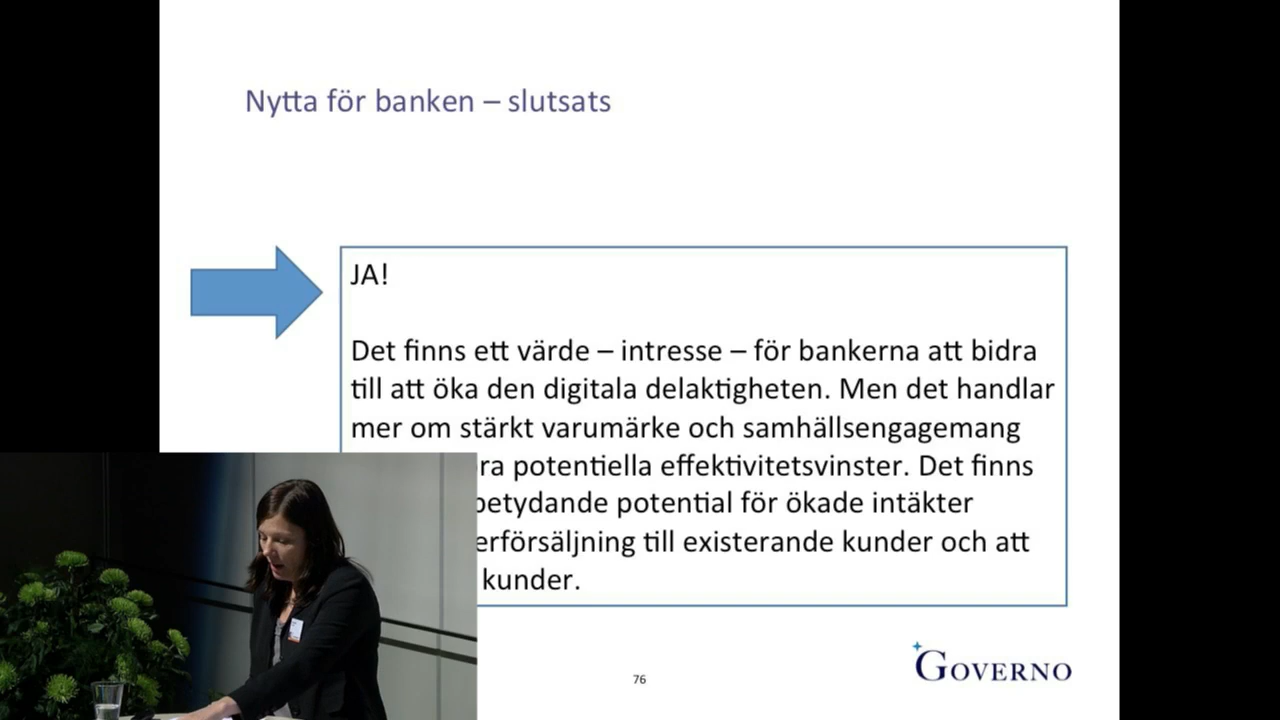 Nytta för banken – slutsats
JA!
Det finns ett värde – intresse – för bankerna att bidra
till att öka den digitala delaktigheten. Men det handlar
mer om stärkt varumärke och samhällsengagemang
potentiella effektivitetsvinster. Det finns
betydande potential för ökade intäkter
till existerande kunder och att
kunder.
76
GOVERNO